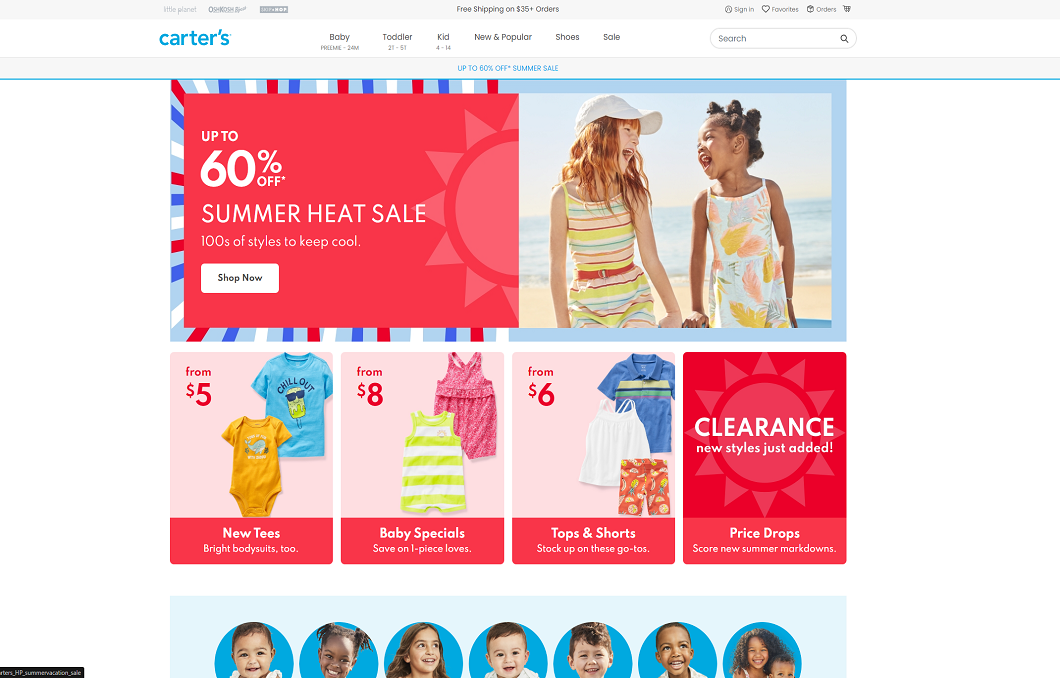 little planet
OshKosh
SKIP★HOP
Free Shipping on $35+ Orders
Sign in
Favorites
Orders
carter's
Baby
PREEMIE - 24M
Toddler
2T - 5T
Kid
4 - 14
New & Popular
Shoes
Sale
Search
UP TO 60% OFF* SUMMER SALE
UP TO
60%
OFF*
SUMMER HEAT SALE
100s of styles to keep cool.
Shop Now
from
$5
CHILL OUT
New Tees
Bright bodysuits, too.
from
$8
Baby Specials
Save on 1-piece loves.
from
$6
Tops & Shorts
Stock up on these go-tos.
CLEARANCE
new styles just added!
Price Drops
Score new summer markdowns.
arters_HP_summervacation_sale